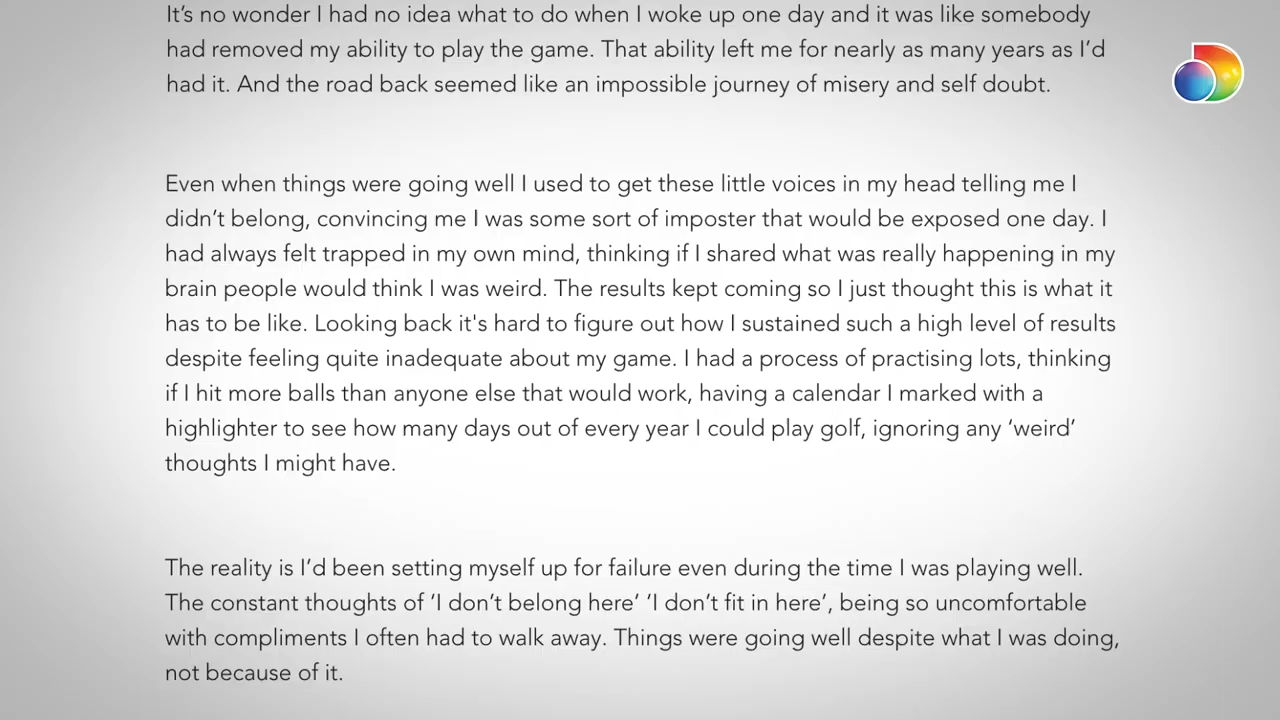 It’s no wonder I had no idea what to do when I woke up one day and it was like somebody
had removed my ability to play the game. That ability left me for nearly as many years as I’d
had it. And the road back seemed like an impossible journey of misery and self doubt.
Even when things were going well I used to get these little voices in my head telling me I
didn’t belong, convincing me I was some sort of imposter that would be exposed one day. I
had always felt trapped in my own mind, thinking if I shared what was really happening in my
brain people would think I was weird. The results kept coming so I just thought this is what it
has to be like. Looking back it's hard to figure out how I sustained such a high level of results
despite feeling quite inadequate about my game. I had a process of practising lots, thinking
if I hit more balls than anyone else that would work, having a calendar I marked with a
highlighter to see how many days out of every year I could play golf, ignoring any ‘weird’
thoughts I might have.
The reality is I’d been setting myself up for failure even during the time I was playing well.
The constant thoughts of ‘I don’t belong here’ ‘I don’t fit in here’, being so uncomfortable
with compliments I often had to walk away. Things were going well despite what I was doing,
not because of it.